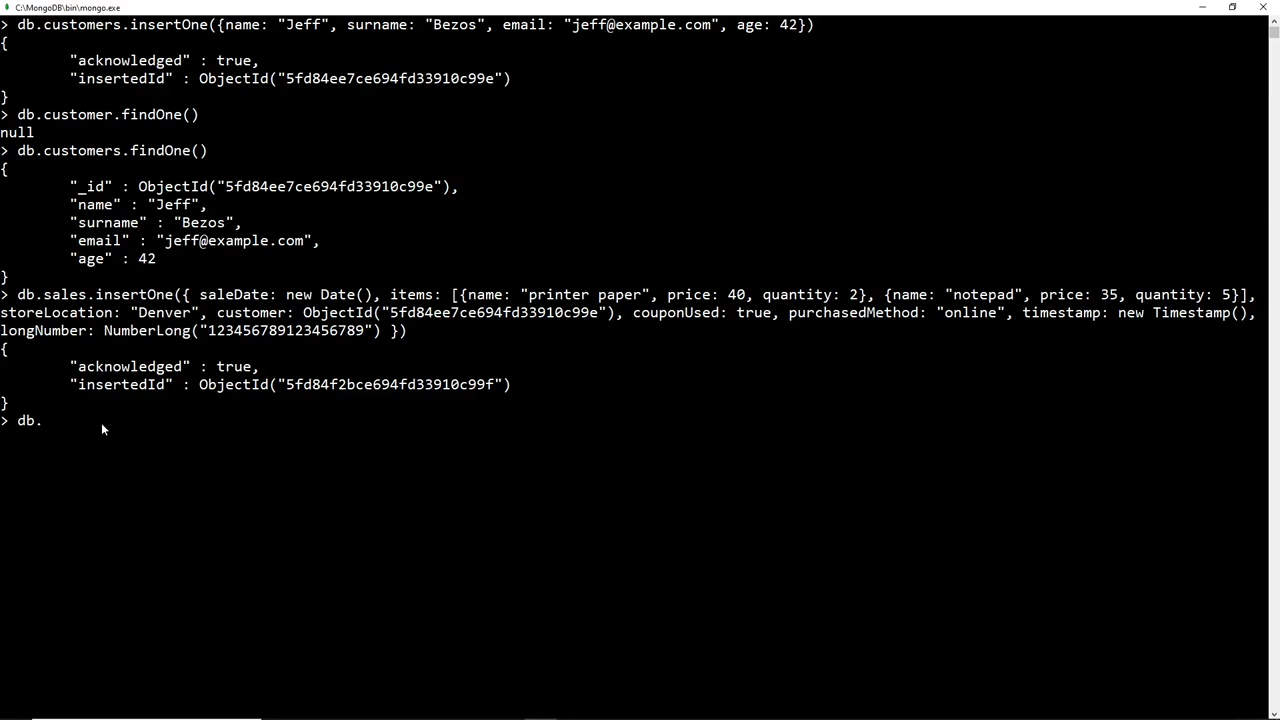 C:\MongoDB\bin\mongo.exe
> db.customers.insertOne({name: "Jeff", surname: "Bezos", email: "jeff@example.com", age: 42})
{
        "acknowledged" : true,
        "insertedId" : ObjectId("5fd84ee7ce694fd33910c99e")
}
> db.customer.findOne()
null
> db.customers.findOne()
{
        "_id" : ObjectId("5fd84ee7ce694fd33910c99e"),
        "name" : "Jeff",
        "surname" : "Bezos",
        "email" : "jeff@example.com",
        "age" : 42
}
> db.sales.insertOne({ saleDate: new Date(), items: [{name: "printer paper", price: 40, quantity: 2}, {name: "notepad", price: 35, quantity: 5}],
storeLocation: "Denver", customer: ObjectId("5fd84ee7ce694fd33910c99e"), couponUsed: true, purchasedMethod: "online", timestamp: new Timestamp(),
longNumber: NumberLong("123456789123456789") })
{
        "acknowledged" : true,
        "insertedId" : ObjectId("5fd84f2bce694fd33910c99f")
}
> db.